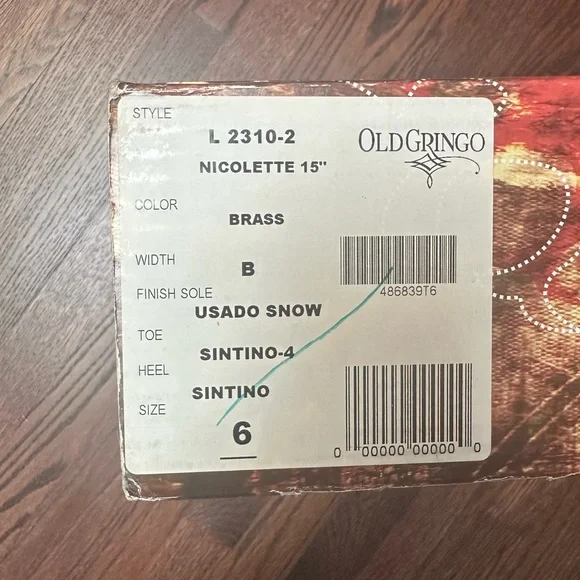 STYLE
L 2310-2
NICOLETTE 15"
OLD GRINGO
COLOR
BRASS
WIDTH
B
486839T6
FINISH SOLE
USADO SNOW
TOE
SINTINO-4
HEEL
SINTINO
SIZE
6
0 00000 00000 0